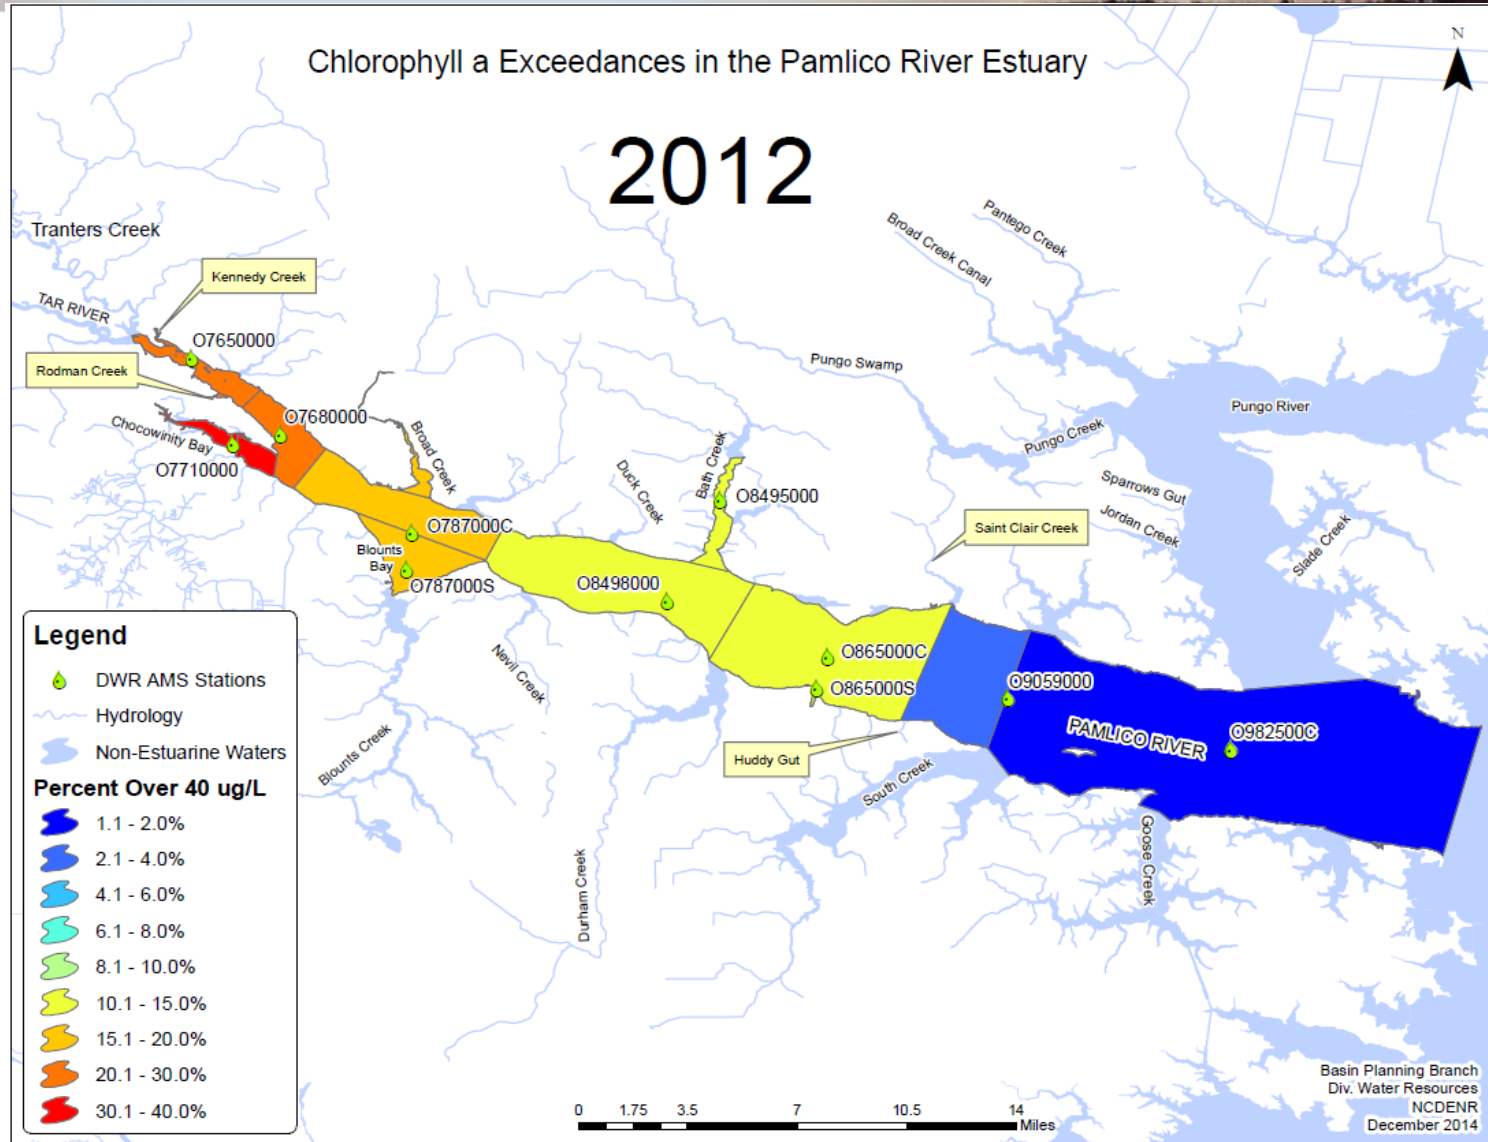 Chlorophyll a Exceedances in the Pamlico River Estuary
N
2012
Tranters Creek
Kennedy Creek
TAR RIVER
O7650000
Rodman Creek
O7680000
Chocowinity Bay
O7710000
Broad Creek
O787000C
Blounts
Bay
O787000S
Duck Creek
Bath Creek
O8495000
O8498000
Pantego Creek
Broad Creek Canal
Pungo Swamp
Pungo River
Pungo Creek
Sparrows Gut
Jordan Creek
Slade Creek
Saint Clair Creek
O865000C
O865000S
O9059000
PAMLICO RIVER
O982500C
Huddy Gut
South Creek
Goose Creek
Nevil Creek
Blounts Creek
Durham Creek
Legend
DWR AMS Stations
Hydrology
Non-Estuarine Waters
Percent Over 40 ug/L
1.1 - 2.0%
2.1 - 4.0%
4.1 - 6.0%
6.1 - 8.0%
8.1 - 10.0%
10.1 - 15.0%
15.1 - 20.0%
20.1 - 30.0%
30.1 - 40.0%
0 1.75 3.5 7 10.5 14
Miles
Basin Planning Branch
Div. Water Resources
NCDENR
December 2014